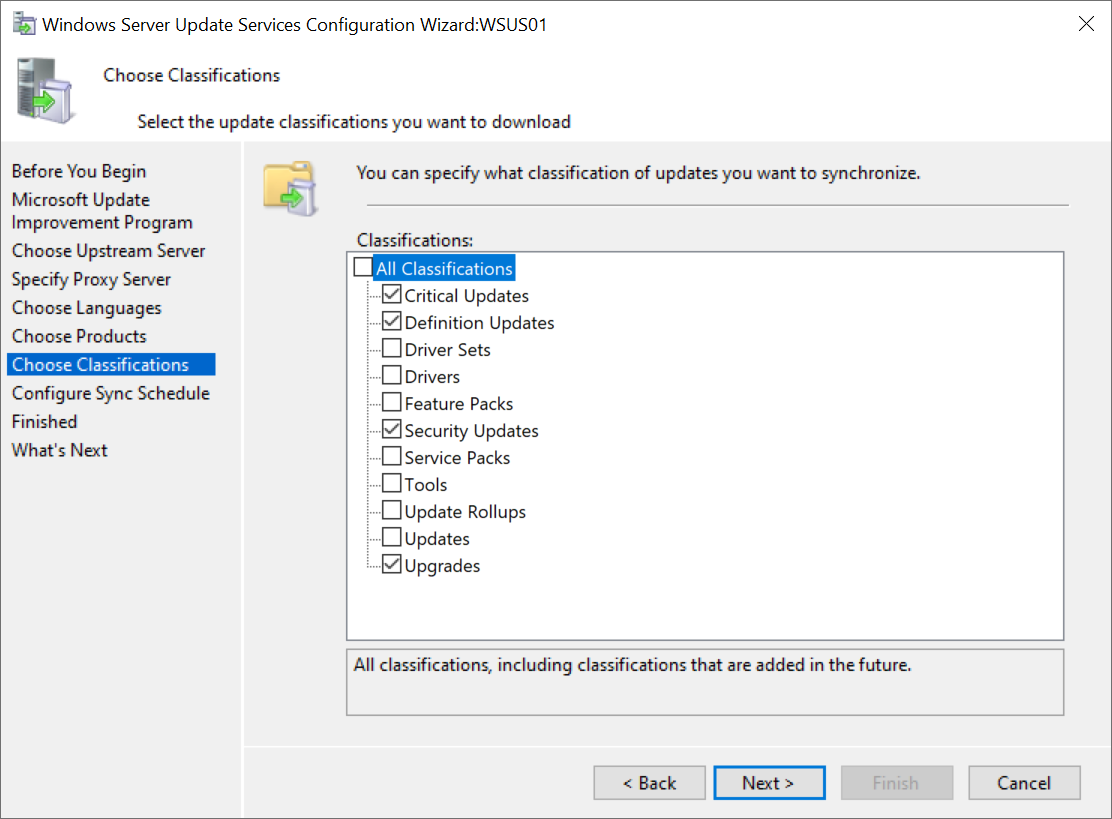 Windows Server Update Services Configuration Wizard:WSUS01
Choose Classifications
Select the update classifications you want to download
Before You Begin
Microsoft Update
Improvement Program
Choose Upstream Server
Specify Proxy Server
Choose Languages
Choose Products
Choose Classifications
Configure Sync Schedule
Finished
What's Next
You can specify what classification of updates you want to synchronize.
Classifications:
All Classifications
Critical Updates
Definition Updates
Driver Sets
Drivers
Feature Packs
Security Updates
Service Packs
Tools
Update Rollups
Updates
Upgrades
All classifications, including classifications that are added in the future.
< Back
Next >
Finish
Cancel